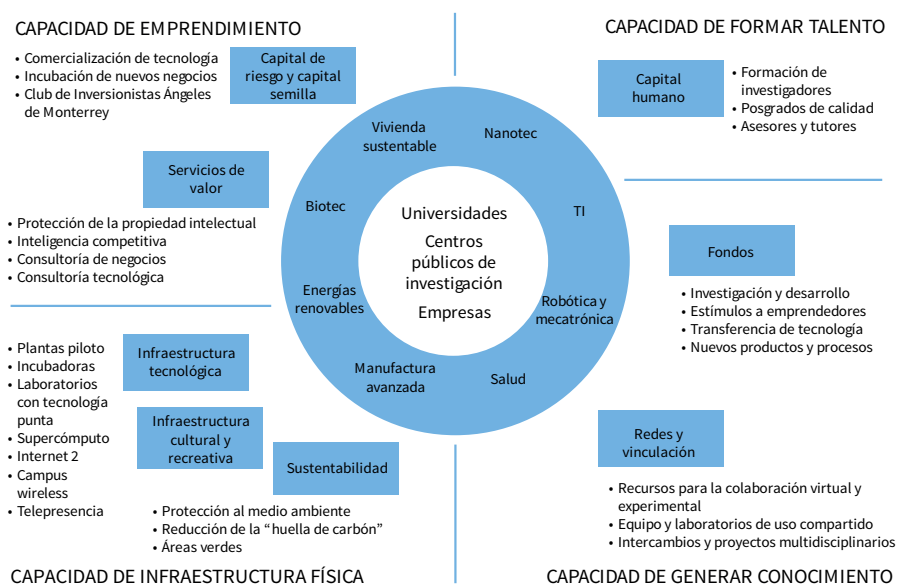 CAPACIDAD DE EMPRENDIMIENTO
• Comercialización de tecnología
• Incubación de nuevos negocios
• Club de Inversionistas Ángeles
de Monterrey
Capital de
riesgo y capital
semilla
Servicios de
valor
• Protección de la propiedad intelectual
• Inteligencia competitiva
• Consultoría de negocios
• Consultoría tecnológica
CAPACIDAD DE FORMAR TALENTO
Capital
humano
• Formación de
investigadores
• Posgrados de calidad
• Asesores y tutores
Vivienda
sustentable
Nanotec
Biotec
TI
Energías
renovables
Robótica y
mecatrónica
Manufactura
avanzada
Salud
Universidades
Centros
públicos de
investigación
Empresas
Fondos
• Investigación y desarrollo
• Estímulos a emprendedores
• Transferencia de tecnología
• Nuevos productos y procesos
Redes y
vinculación
• Recursos para la colaboración virtual y
experimental
• Equipo y laboratorios de uso compartido
• Intercambios y proyectos multidisciplinarios
CAPACIDAD DE GENERAR CONOCIMIENTO
• Plantas piloto
• Incubadoras
• Laboratorios
con tecnología
punta
• Supercómputo
• Internet 2
• Campus
wireless
• Telepresencia
Infraestructura
tecnológica
Infraestructura
cultural y
recreativa
Sustentabilidad
• Protección al medio ambiente
• Reducción de la “huella de carbón”
• Áreas verdes
CAPACIDAD DE INFRAESTRUCTURA FÍSICA